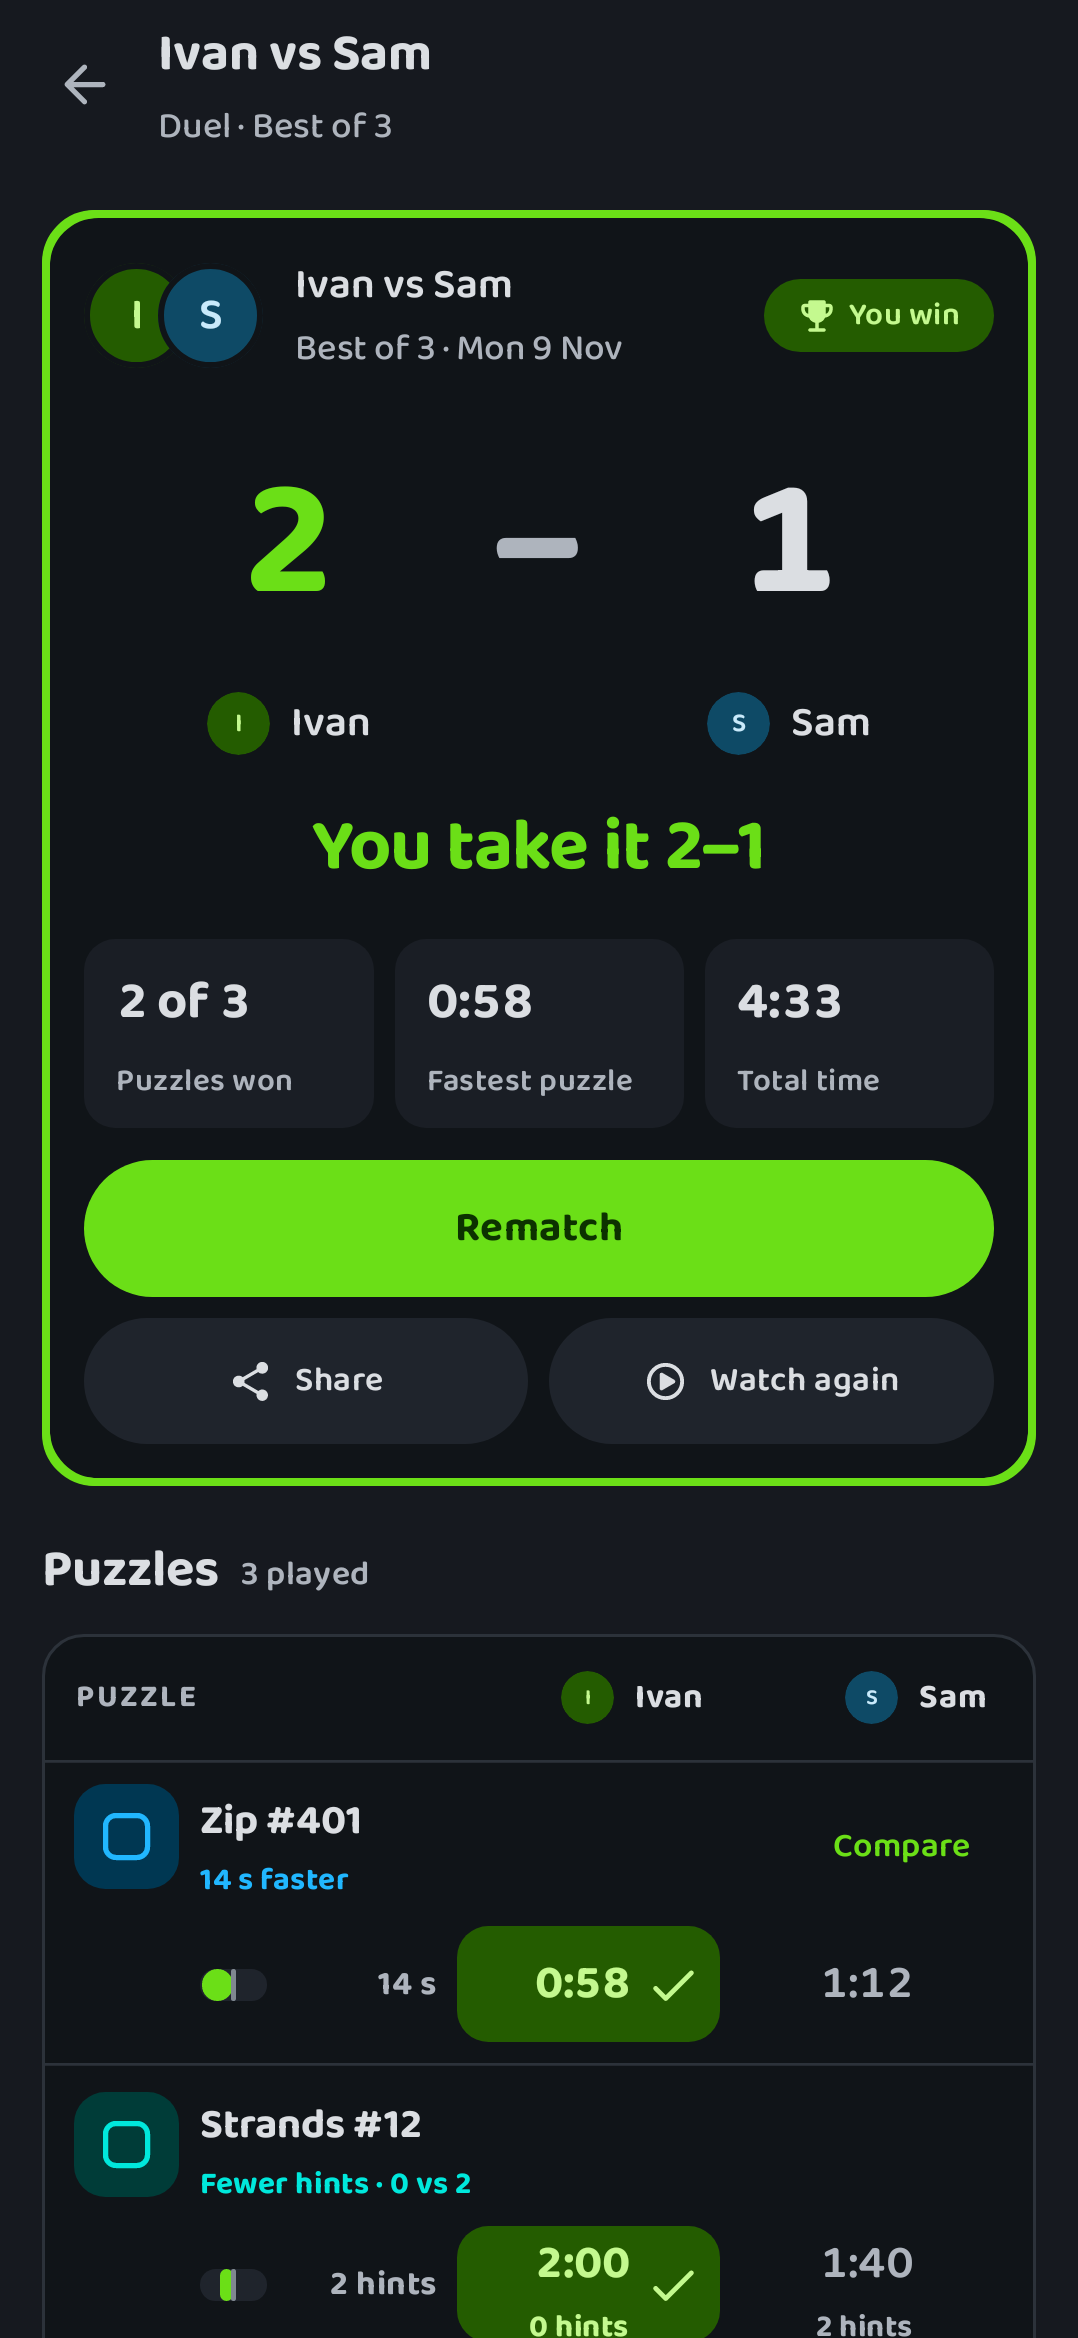 Ivan vs Sam
Duel · Best of 3
I S Ivan vs Sam
Best of 3 · Mon 9 Nov
You win
2 – 1
I Ivan S Sam
You take it 2–1
2 of 3 0:58 4:33
Puzzles won Fastest puzzle Total time
Rematch
Share Watch again
Puzzles 3 played
PUZZLE I Ivan S Sam
Zip #401
14 s faster
Compare
14 s 0:58 1:12
Strands #12
Fewer hints · 0 vs 2
2 hints 2:00 1:40
0 hints 2 hints